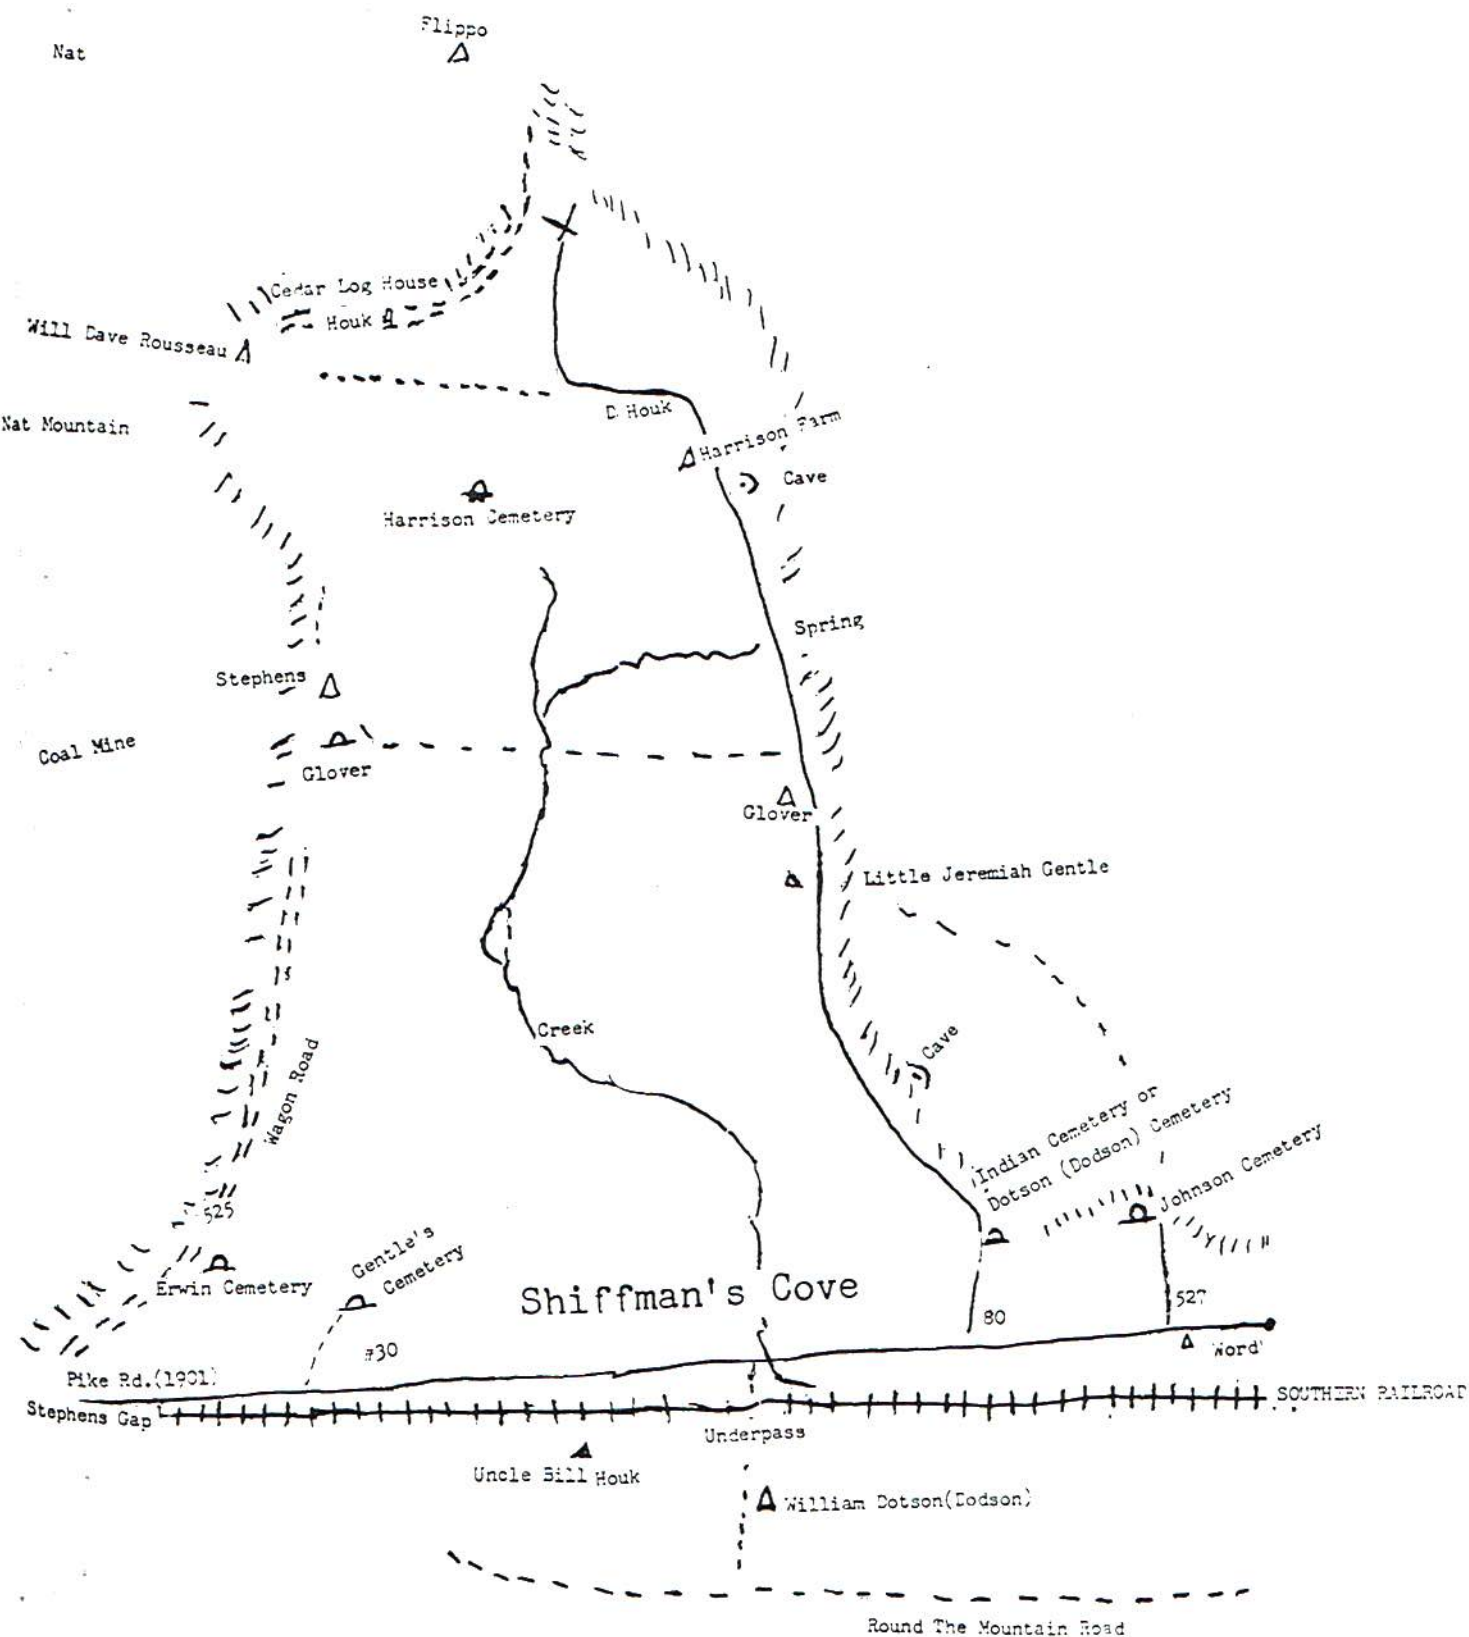 Flippo
Nat
Cedar Log House
Houk
Will Dave Rousseau
D Houk
Nat Mountain
Harrison Farm
Cave
Harrison Cemetery
Spring
Stephens
Coal Mine
Glover
Glover
Little Jeremiah Gentle
Creek
Cave
Wagon Road
Indian Cemetery or
Dotson (Dodson) Cemetery
Johnson Cemetery
525
Gentle's
Cemetery
Erwin Cemetery
Shiffman's Cove
80
527
#30
Word
Pike Rd.(1901)
Stephens Gap
SOUTHERN RAILROAD
Underpass
Uncle Bill Houk
William Dotson(Dodson)
Round The Mountain Road